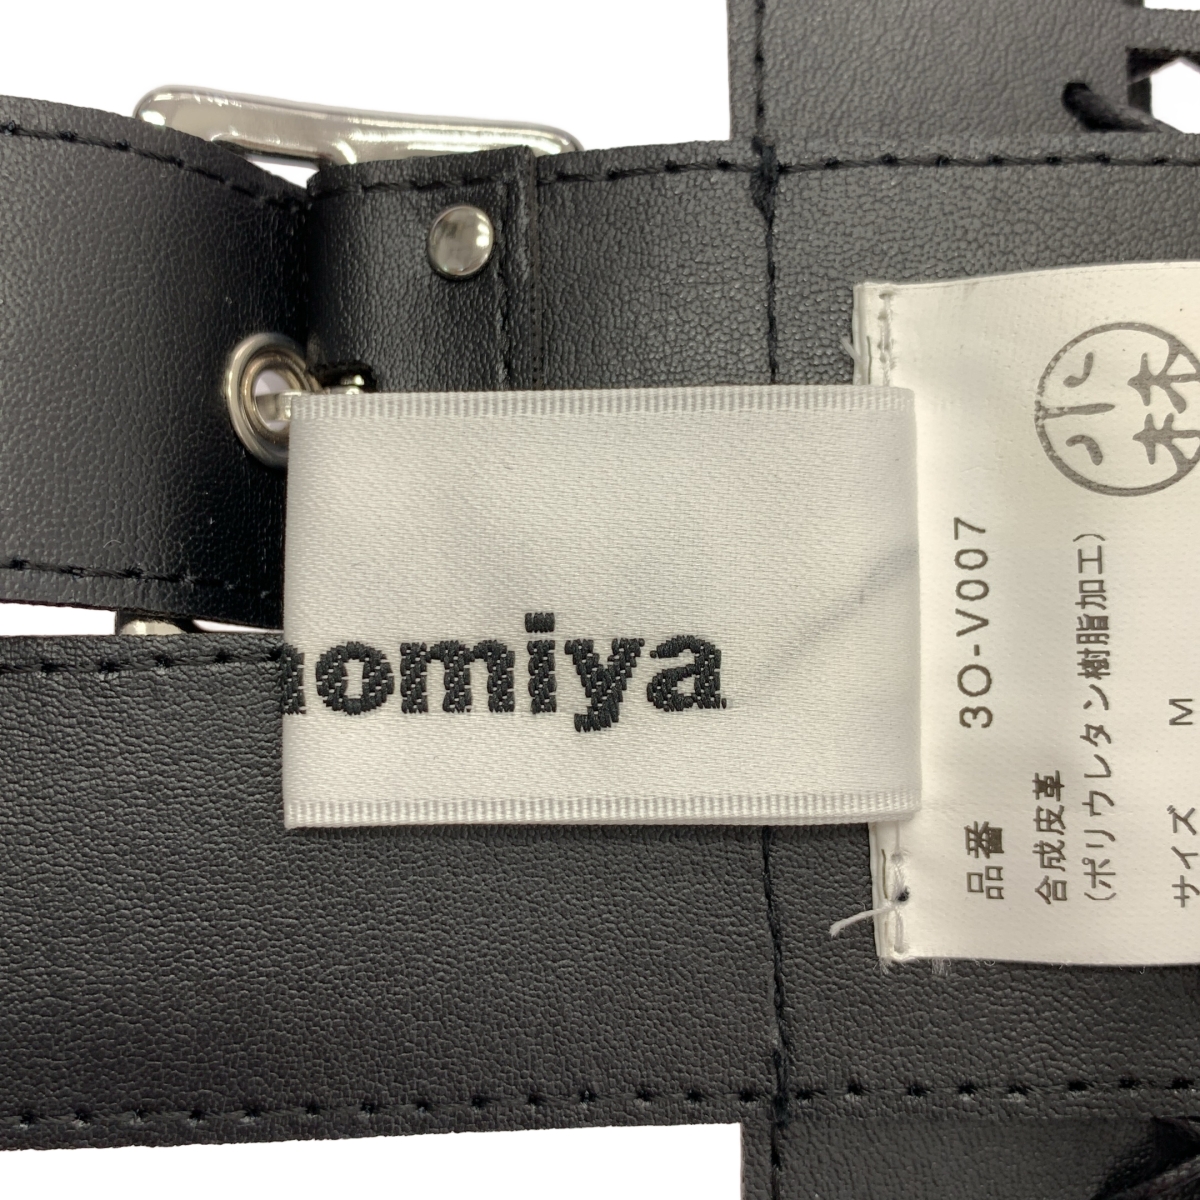 nomiya
小林
品番 3O-V007
合成皮革
(ポリウレタン樹脂加工)
サイズ M